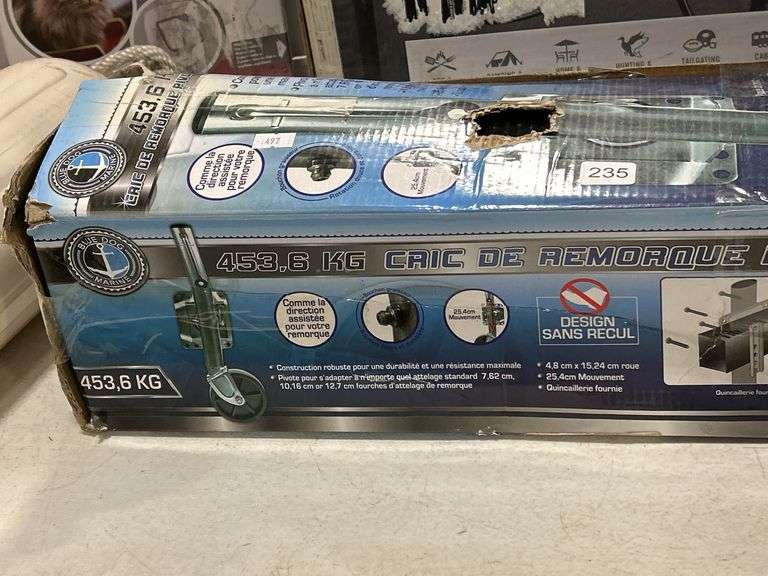 HUNTING &
TAILGATING
453,6 K
CRIC DE REMORQUE
Comme la
direction
assistée
pour votre
remorque
25,4cm
Mouvement
235
BLUE DOG
MARINE
453,6 KG CRIC DE REMORQUE
Comme la
direction
assistée
pour votre
remorque
25,4cm
Mouvement
DESIGN
SANS RECUL
453,6 KG
• Construction robuste pour une durabilité et une résistance maximale
• Pivote pour s'adapter à n'importe quel attelage standard 7,62 cm,
10,16 cm or 12,7 cm fourches d'attelage de remorque
• 4,8 cm x 15,24 cm roue
• 25,4cm Mouvement
• Quincaillerie fournie
Quincaillerie four